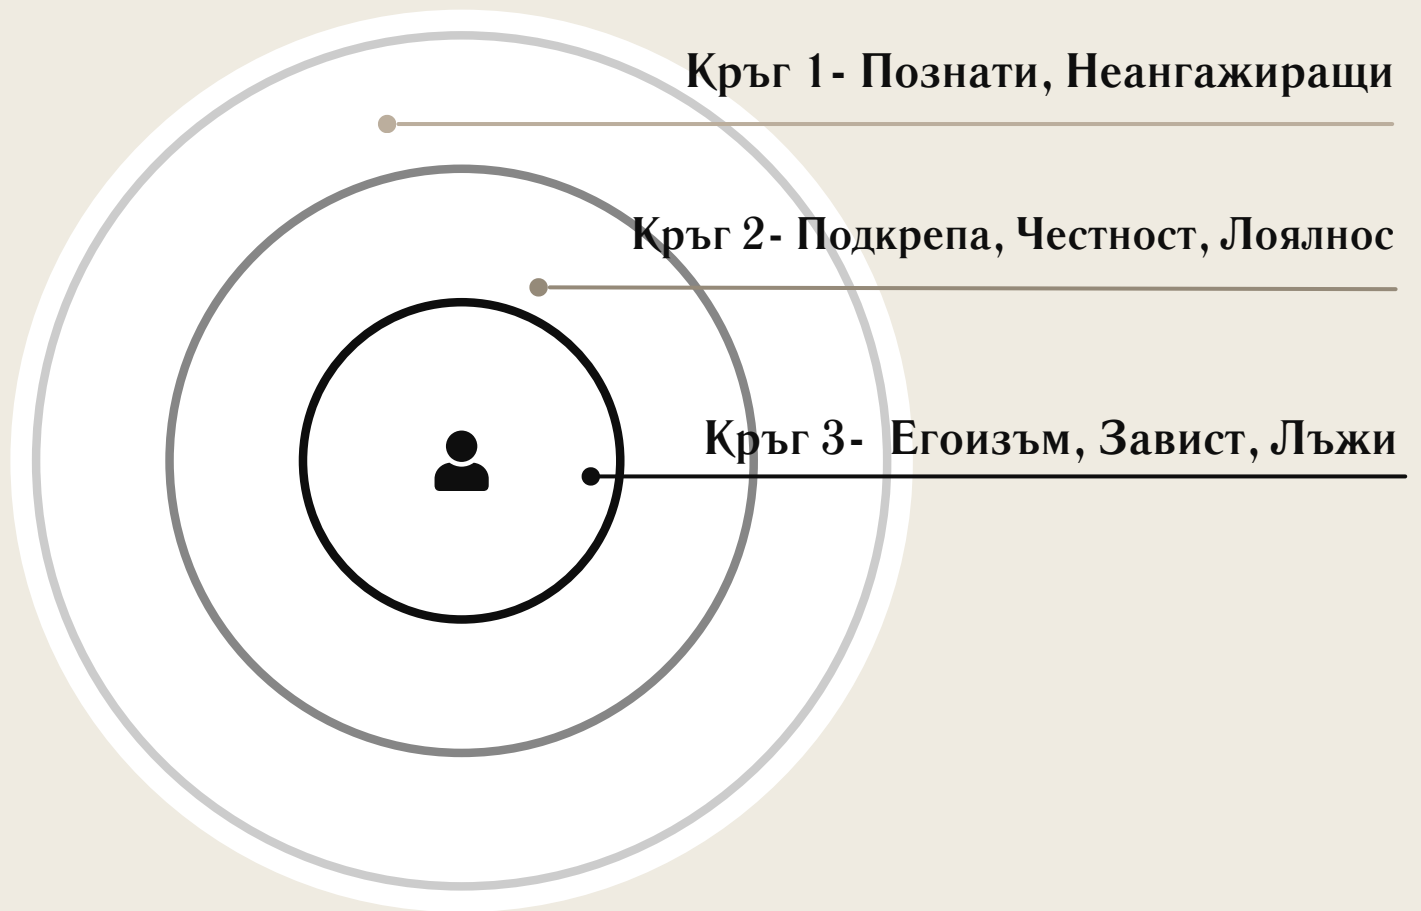 Кръг 1- Познати, Неангажиращи
Кръг 2- Подкрепа, Честност, Лоялнос
Кръг 3- Егоизъм, Завист, Лъжи